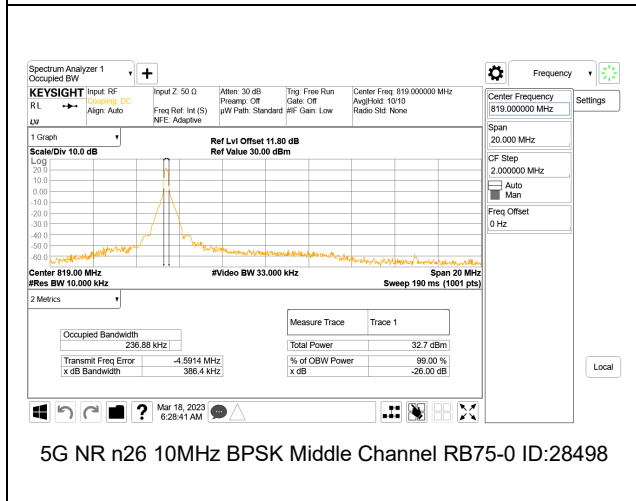 Spectrum Analyzer 1
Occupied BW
+
Frequency
KEYSIGHT
Input: RF
Coupling: DC
Align: Auto
Input Z: 50 Ω
Freq Ref: Int (S)
NFE: Adaptive
Atten: 30 dB
Preamp: Off
µW Path: Standard
Trig: Free Run
Gate: Off
#IF Gain: Low
Center Freq: 819.000000 MHz
Avg|Hold: 10/10
Radio Std: None
R L
LXI
Center Frequency
819.000000 MHz
Settings
Span
20.000 MHz
CF Step
2.000000 MHz
Auto
Man
Freq Offset
0 Hz
Local
1 Graph
Scale/Div 10.0 dB
Ref Lvl Offset 11.80 dB
Ref Value 30.00 dBm
Log
20.0
10.0
0.00
-10.0
-20.0
-30.0
-40.0
-50.0
-60.0
Center 819.00 MHz
#Video BW 33.000 kHz
Span 20 MHz
#Res BW 10.000 kHz
Sweep 190 ms (1001 pts)
2 Metrics
Occupied Bandwidth
236.88 kHz
Transmit Freq Error -4.5914 MHz
x dB Bandwidth 386.4 kHz
Measure Trace Trace 1
Total Power 32.7 dBm
% of OBW Power 99.00 %
x dB -26.00 dB
?
Mar 18, 2023
6:28:41 AM
5G NR n26 10MHz BPSK Middle Channel RB75-0 ID:28498